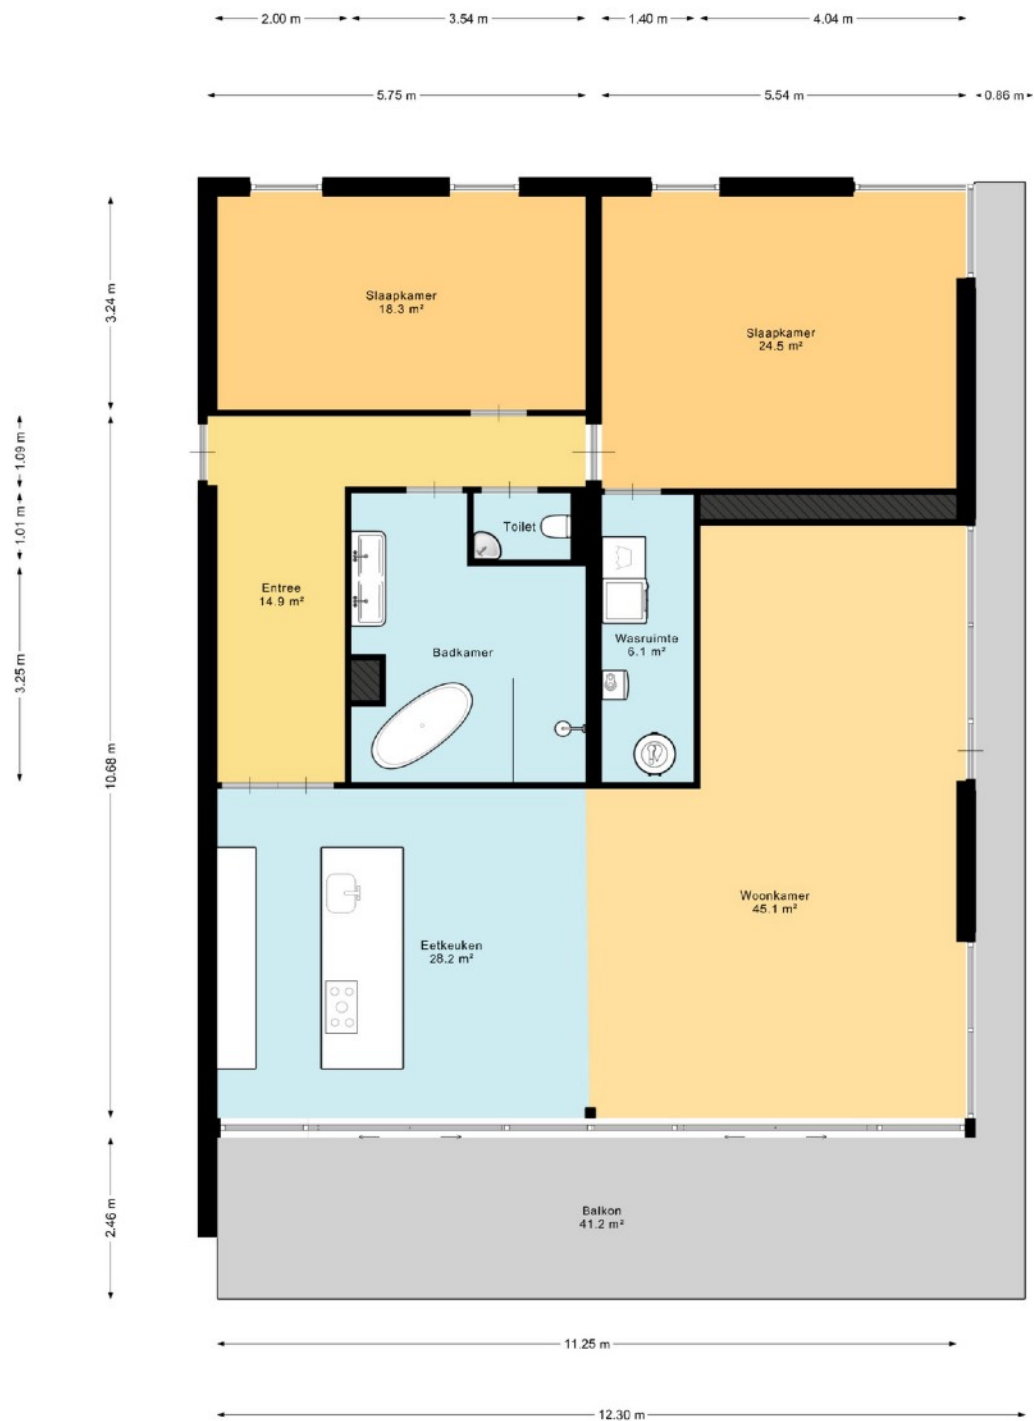 2.00 m
3.54 m
1.40 m
4.04 m
5.75 m
5.54 m
0.86 m
3.24 m
Slaapkamer
18.3 m²
Slaapkamer
24.5 m²
1.09 m
1.01 m
3.25 m
10.68 m
Toilet
Entree
14.9 m²
Badkamer
Wasruimte
6.1 m²
Woonkamer
45.1 m²
Eetkeuken
28.2 m²
2.46 m
Balkon
41.2 m²
11.25 m
12.30 m